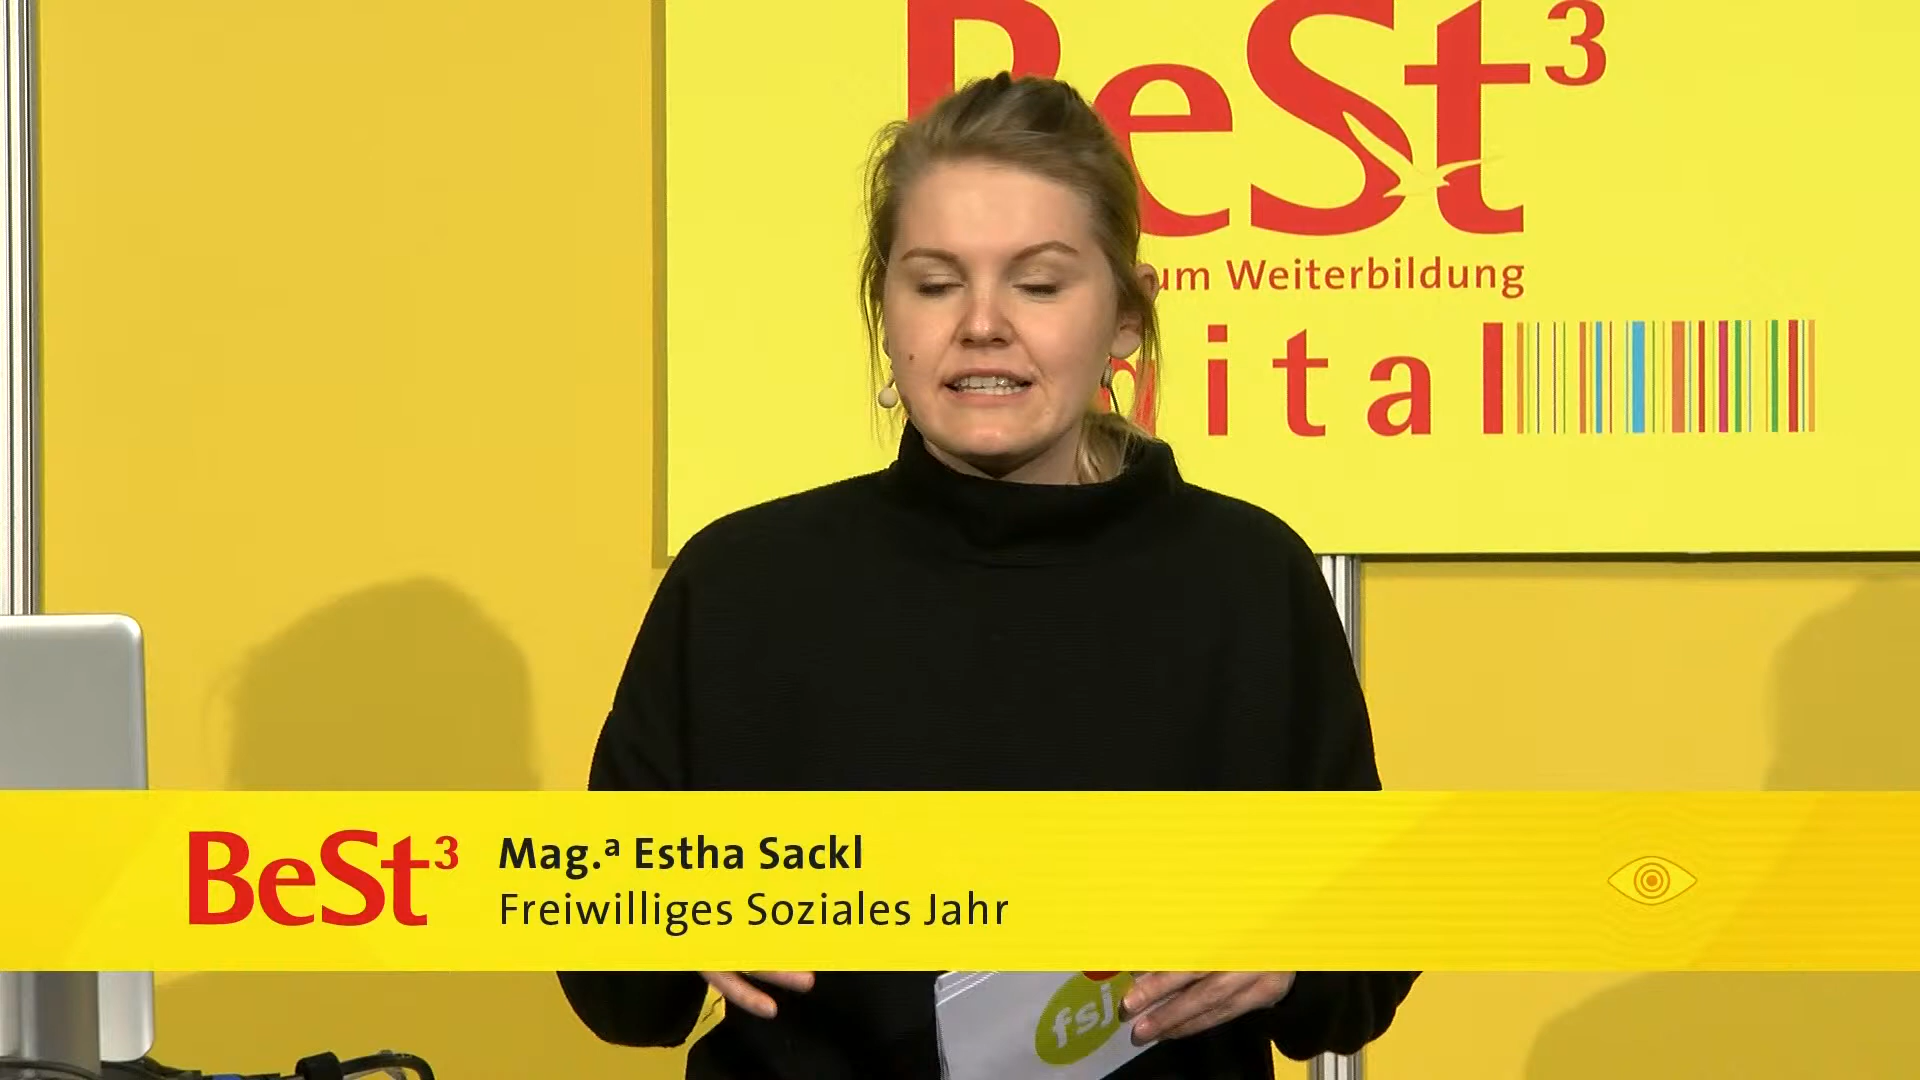 BeSt³
um Weiterbildung
ital
BeSt³
Mag.ª Estha Sackl
Freiwilliges Soziales Jahr
fsj